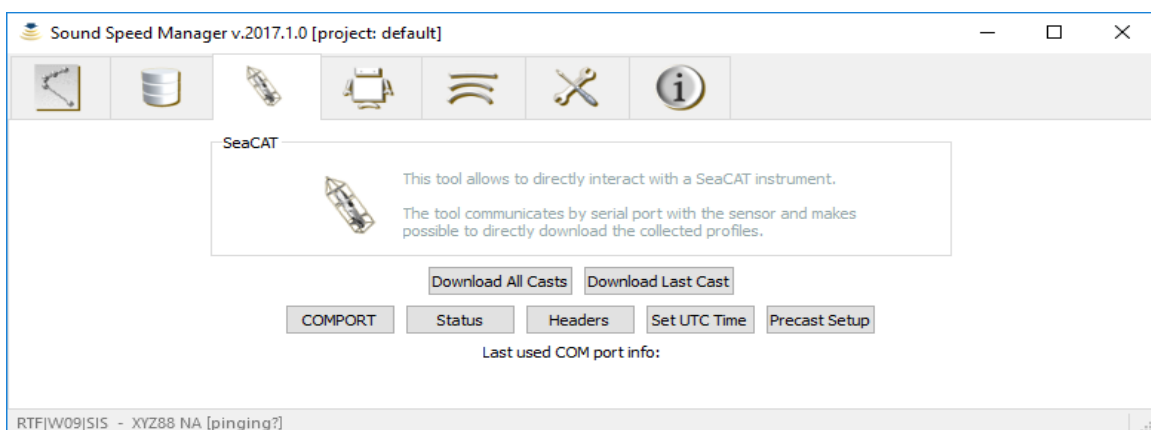 Sound Speed Manager v.2017.1.0 [project: default]
SeaCAT
This tool allows to directly interact with a SeaCAT instrument.
The tool communicates by serial port with the sensor and makes
possible to directly download the collected profiles.
Download All Casts Download Last Cast
COMPORT Status Headers Set UTC Time Precast Setup
Last used COM port info:
RTF|W09|SIS - XYZ88 NA [pinging?]